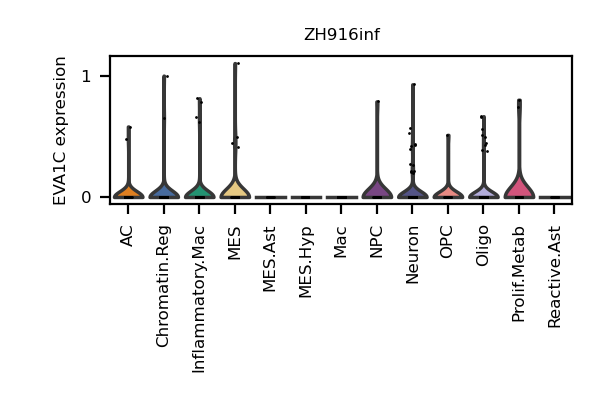 ZH916inf
EVA1C expression
1
0
AC
Chromatin.Reg
Inflammatory.Mac
MES
MES.Ast
MES.Hyp
Mac
NPC
Neuron
OPC
Oligo
Prolif.Metab
Reactive.Ast